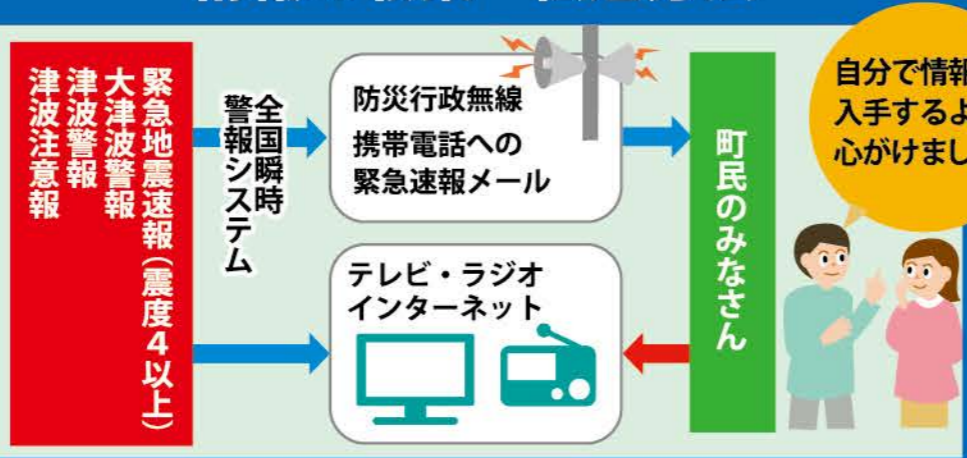 緊急地震速報(震度4以上)
大津波警報
津波警報
津波注意報
全国瞬時
警報システム
防災行政無線
携帯電話への
緊急速報メール
テレビ・ラジオ
インターネット
町民のみなさん
自分で情報
入手するよ
心がけまし